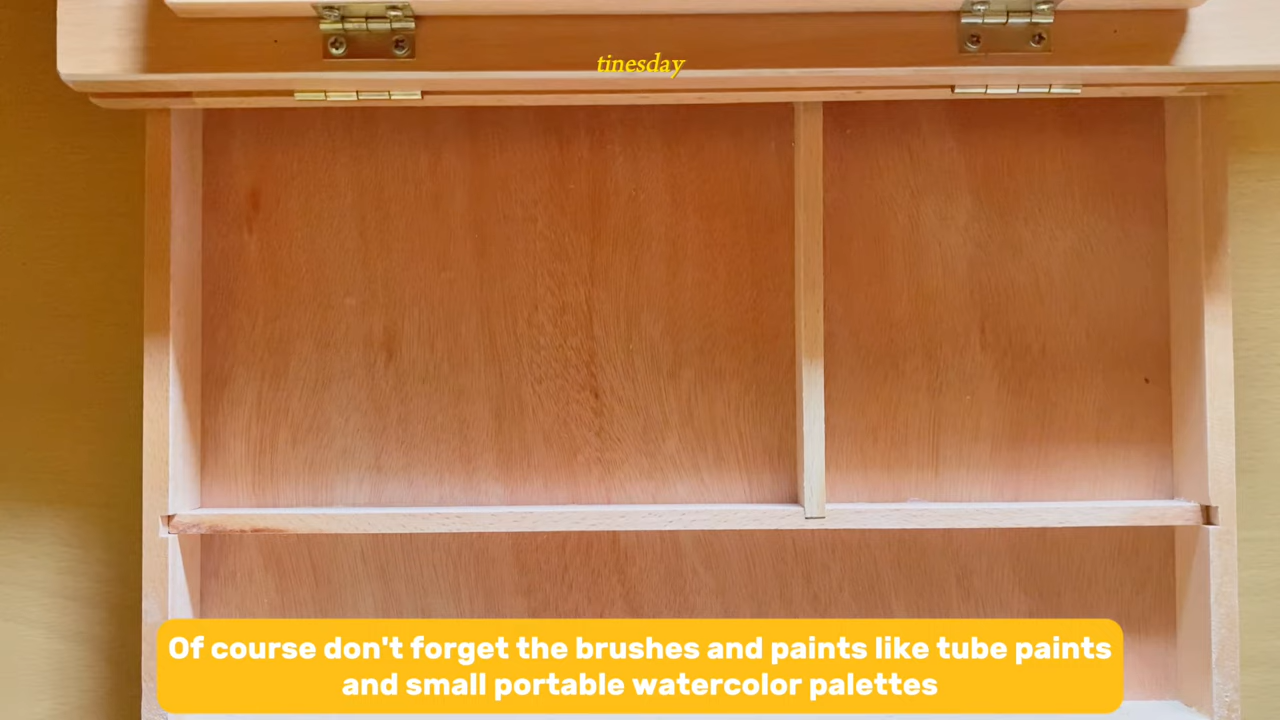 tinesday
Of course don't forget the brushes and paints like tube paints
and small portable watercolor palettes